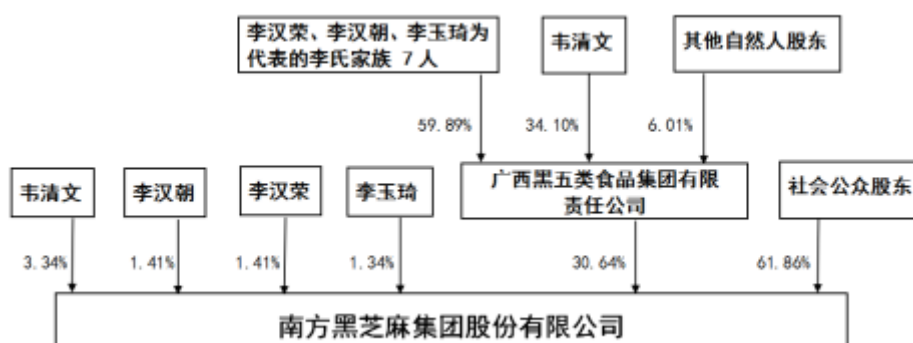 李汉荣、李汉朝、李玉琦为
代表的李氏家族 7人
韦清文
其他自然人股东
59.89%
34.10%
6.01%
韦清文
李汉朝
李汉荣
李玉琦
广西黑五类食品集团有限
责任公司
社会公众股东
3.34%
1.41%
1.41%
1.34%
30.64%
61.86%
南方黑芝麻集团股份有限公司